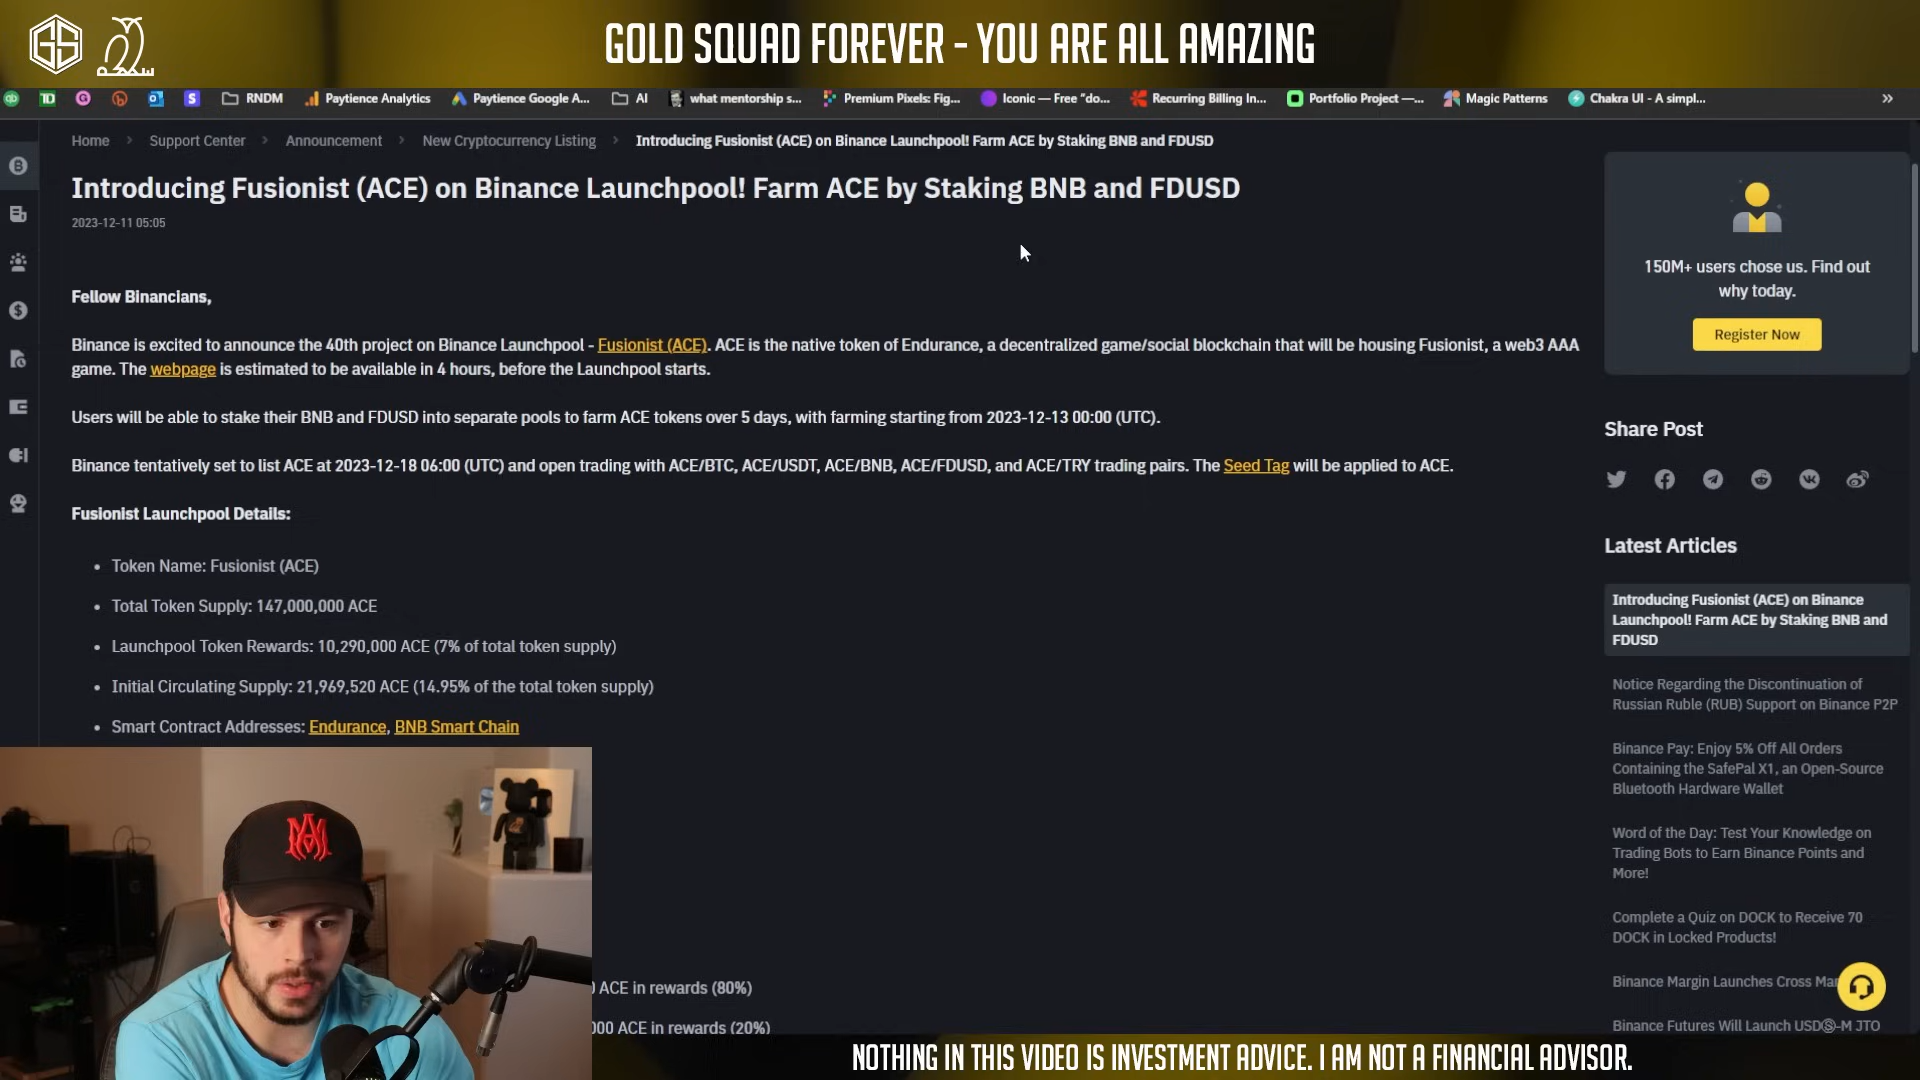 GOLD SQUAD FOREVER - YOU ARE ALL AMAZING
GS
TD
RNDM
Paytience Analytics
Paytience Google A...
AI
what mentorship s...
Premium Pixels: Fig...
Iconic — Free "do...
Recurring Billing In...
Portfolio Project —...
Magic Patterns
Chakra UI - A simpl...
Home
Support Center
Announcement
New Cryptocurrency Listing
Introducing Fusionist (ACE) on Binance Launchpool! Farm ACE by Staking BNB and FDUSD
Introducing Fusionist (ACE) on Binance Launchpool! Farm ACE by Staking BNB and FDUSD
2023-12-11 05:05
Fellow Binancians,
Binance is excited to announce the 40th project on Binance Launchpool - Fusionist (ACE). ACE is the native token of Endurance, a decentralized game/social blockchain that will be housing Fusionist, a web3 AAA
game. The webpage is estimated to be available in 4 hours, before the Launchpool starts.
Users will be able to stake their BNB and FDUSD into separate pools to farm ACE tokens over 5 days, with farming starting from 2023-12-13 00:00 (UTC).
Binance tentatively set to list ACE at 2023-12-18 06:00 (UTC) and open trading with ACE/BTC, ACE/USDT, ACE/BNB, ACE/FDUSD, and ACE/TRY trading pairs. The Seed Tag will be applied to ACE.
Fusionist Launchpool Details:
Token Name: Fusionist (ACE)
Total Token Supply: 147,000,000 ACE
Launchpool Token Rewards: 10,290,000 ACE (7% of total token supply)
Initial Circulating Supply: 21,969,520 ACE (14.95% of the total token supply)
Smart Contract Addresses: Endurance, BNB Smart Chain
ACE in rewards (80%)
000 ACE in rewards (20%)
150M+ users chose us. Find out
why today.
Register Now
Share Post
Latest Articles
Introducing Fusionist (ACE) on Binance
Launchpool! Farm ACE by Staking BNB and
FDUSD
Notice Regarding the Discontinuation of
Russian Ruble (RUB) Support on Binance P2P
Binance Pay: Enjoy 5% Off All Orders
Containing the SafePal X1, an Open-Source
Bluetooth Hardware Wallet
Word of the Day: Test Your Knowledge on
Trading Bots to Earn Binance Points and
More!
Complete a Quiz on DOCK to Receive 70
DOCK in Locked Products!
Binance Margin Launches Cross Mar
Binance Futures Will Launch USDⓈ-M JTO
NOTHING IN THIS VIDEO IS INVESTMENT ADVICE. I AM NOT A FINANCIAL ADVISOR.